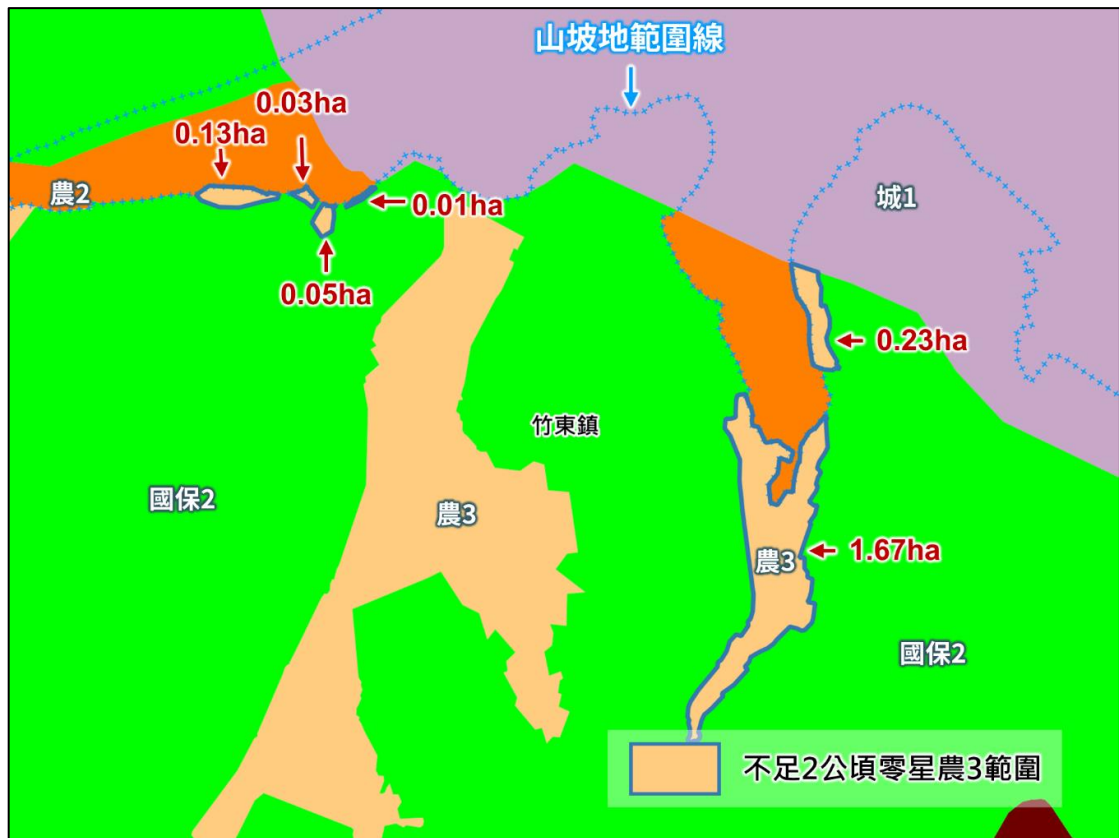 山坡地範圍線
0.03ha
0.13ha
農2
城1
0.01ha
0.05ha
0.23ha
竹東鎮
國保2
農3
1.67ha
農3
國保2
不足2公頃零星農3範圍